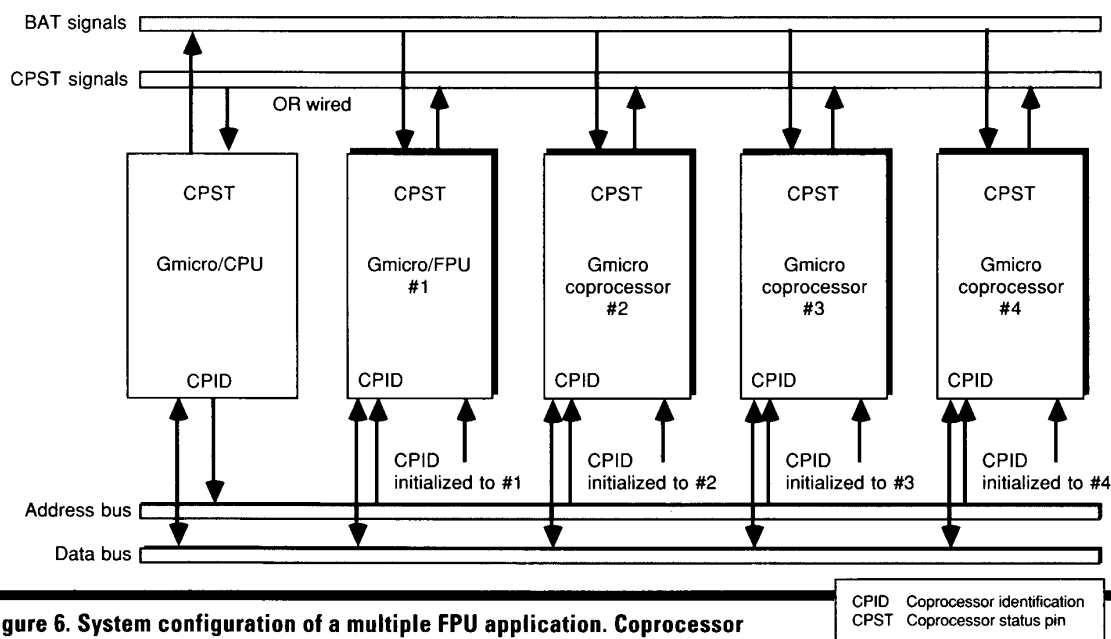 BAT signals
CPST signals
OR wired
CPST
CPST
CPST
CPST
CPST
Gmicro/CPU
Gmicro/FPU
#1
Gmicro
coprocessor
#2
Gmicro
coprocessor
#3
Gmicro
coprocessor
#4
CPID
CPID
CPID
CPID
CPID
CPID
initialized to #1
CPID
initialized to #2
CPID
initialized to #3
CPID
initialized to #4
Address bus
Data bus
CPID Coprocessor identification
CPST Coprocessor status pin
gure 6. System configuration of a multiple FPU application. Coprocessor